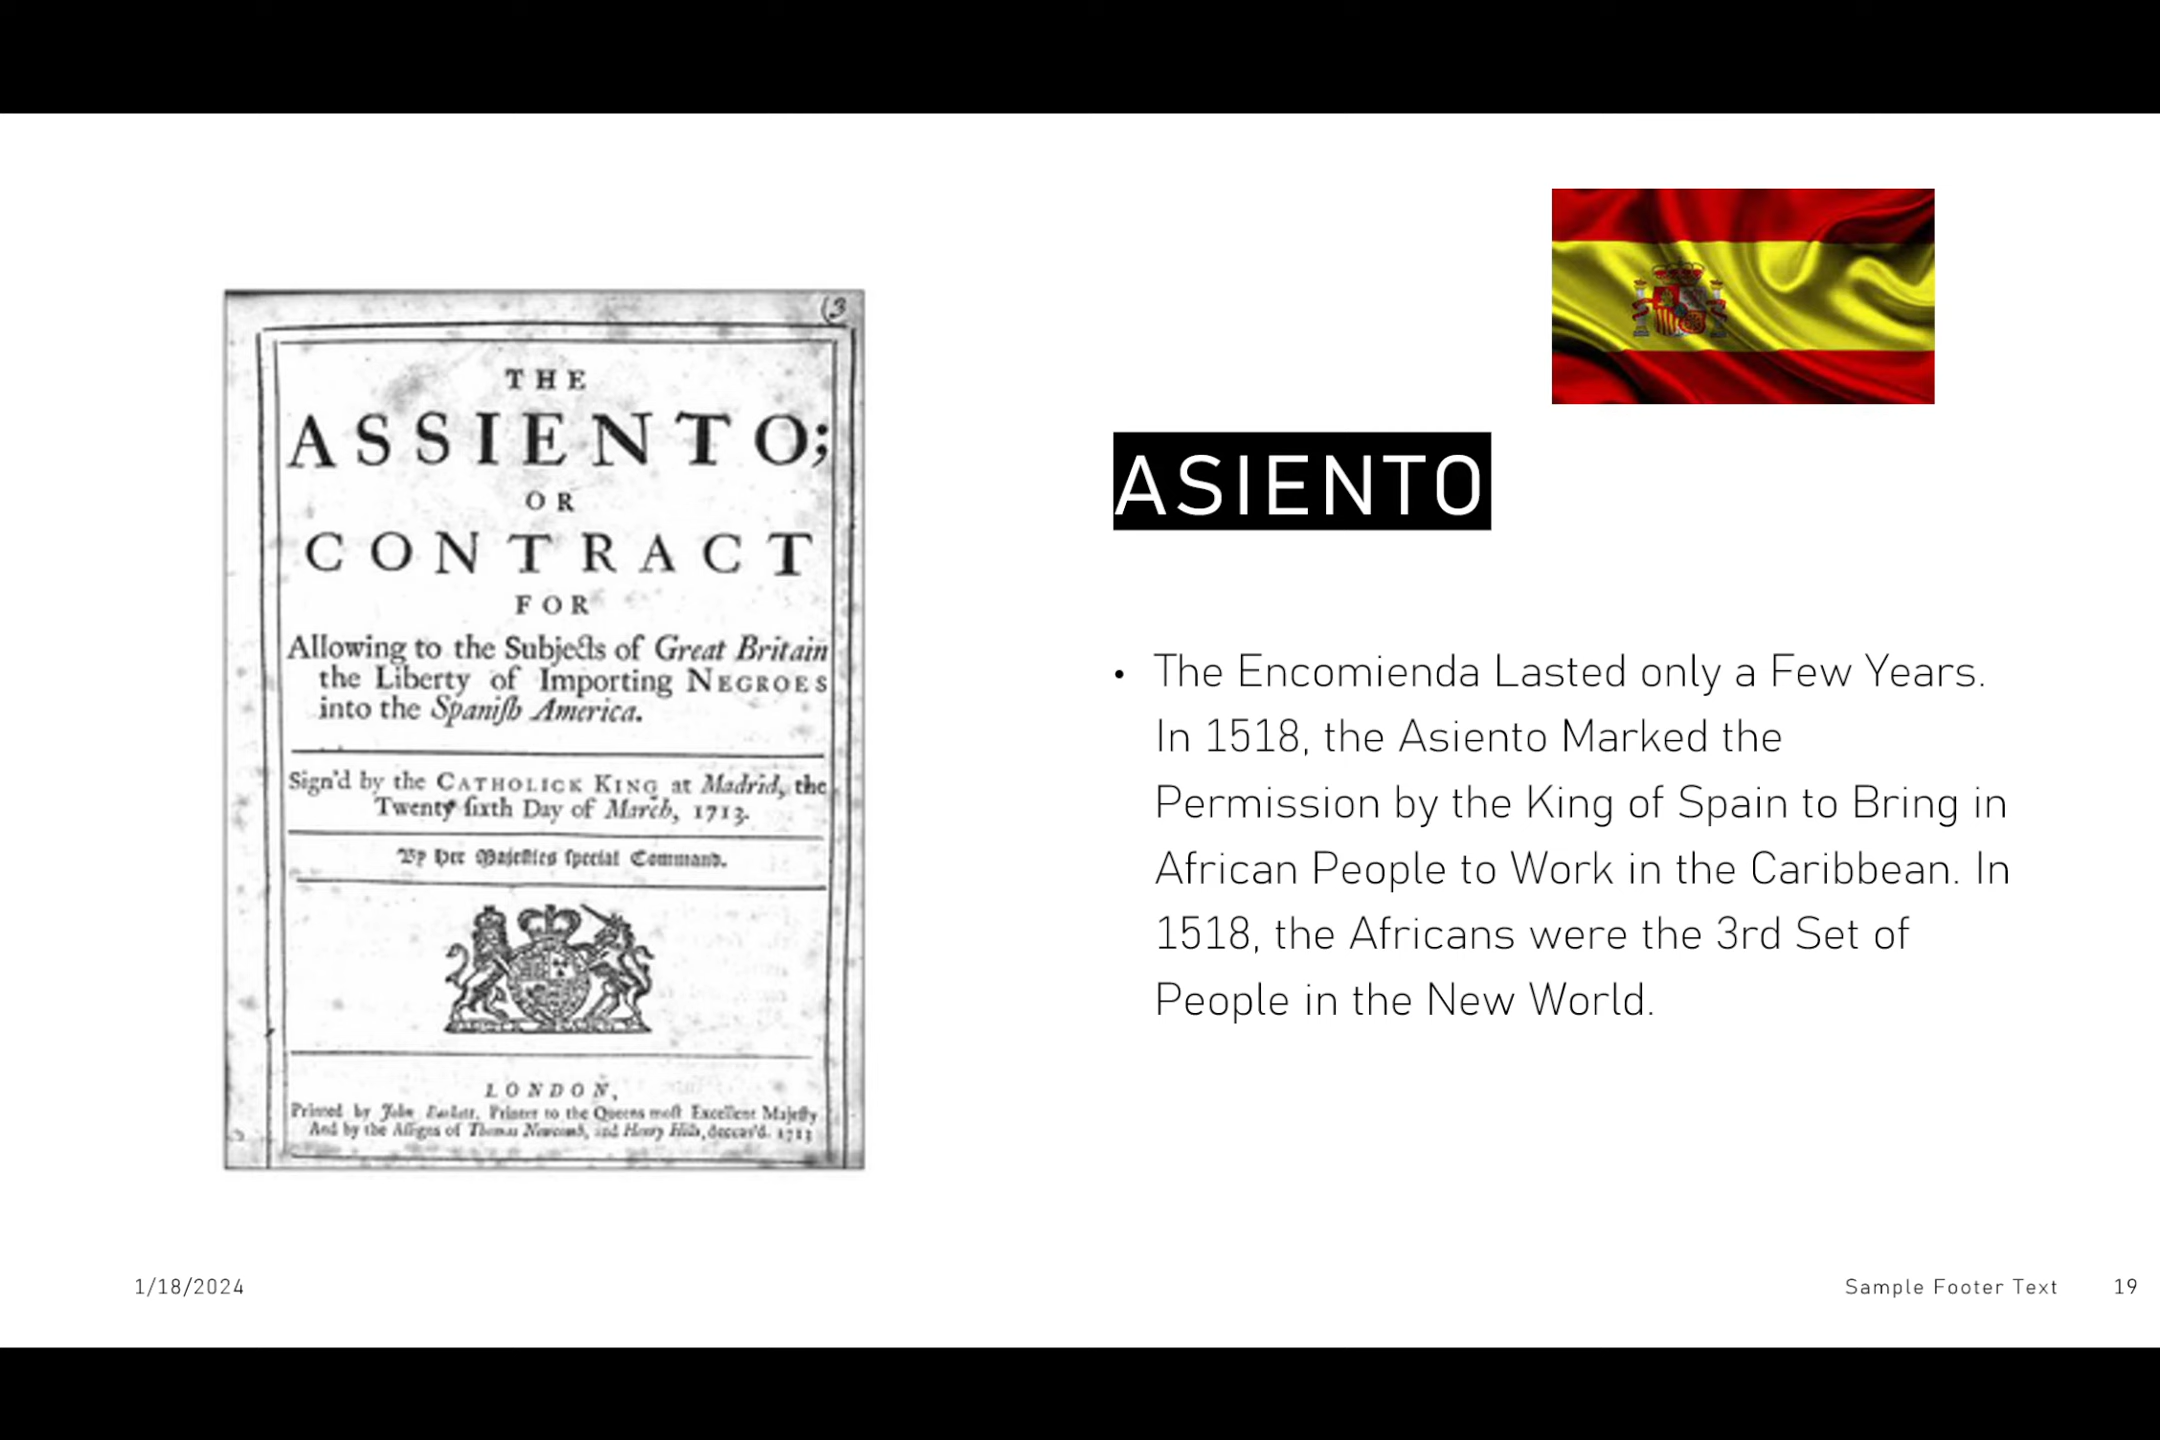 (3
THE
ASSIENTO;
OR
CONTRACT
FOR
Allowing to the Subjects of Great Britain
the Liberty of Importing NEGROES
into the Spaniſh America.
Sign'd by the CATHOLICK KING at Madrid, the
Twenty ſixth Day of March, 1713.
By Her Majeſties ſpecial Command.
LONDON,
Printed by John Printer to the Queens moſt Excellent Majeſty
And by the Aſſigns of Thomas Newcomb, and Henry Hills, deceas'd. 1713
ASIENTO
• The Encomienda Lasted only a Few Years.
In 1518, the Asiento Marked the
Permission by the King of Spain to Bring in
African People to Work in the Caribbean. In
1518, the Africans were the 3rd Set of
People in the New World.
1/18/2024
Sample Footer Text
19